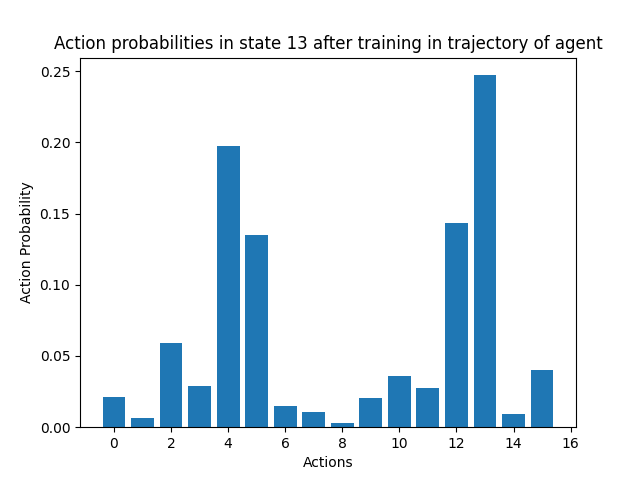 Action probabilities in state 13 after training in trajectory of agent
0.25
0.20
0.15
0.10
0.05
0.00
Action Probability
0 2 4 6 8 10 12 14 16
Actions